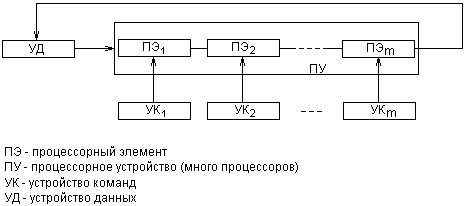 УД ПЭ1 ПЭ2 ПЭm
ПУ
УК1 УК2 УКm
ПЭ - процессорный элемент
ПУ - процессорное устройство (много процессоров)
УК - устройство команд
УД - устройство данных